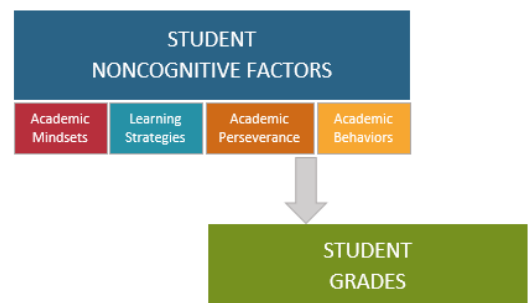 STUDENT
NONCOGNITIVE FACTORS
Academic
Mindsets
Learning
Strategies
Academic
Perseverance
Academic
Behaviors
STUDENT
GRADES